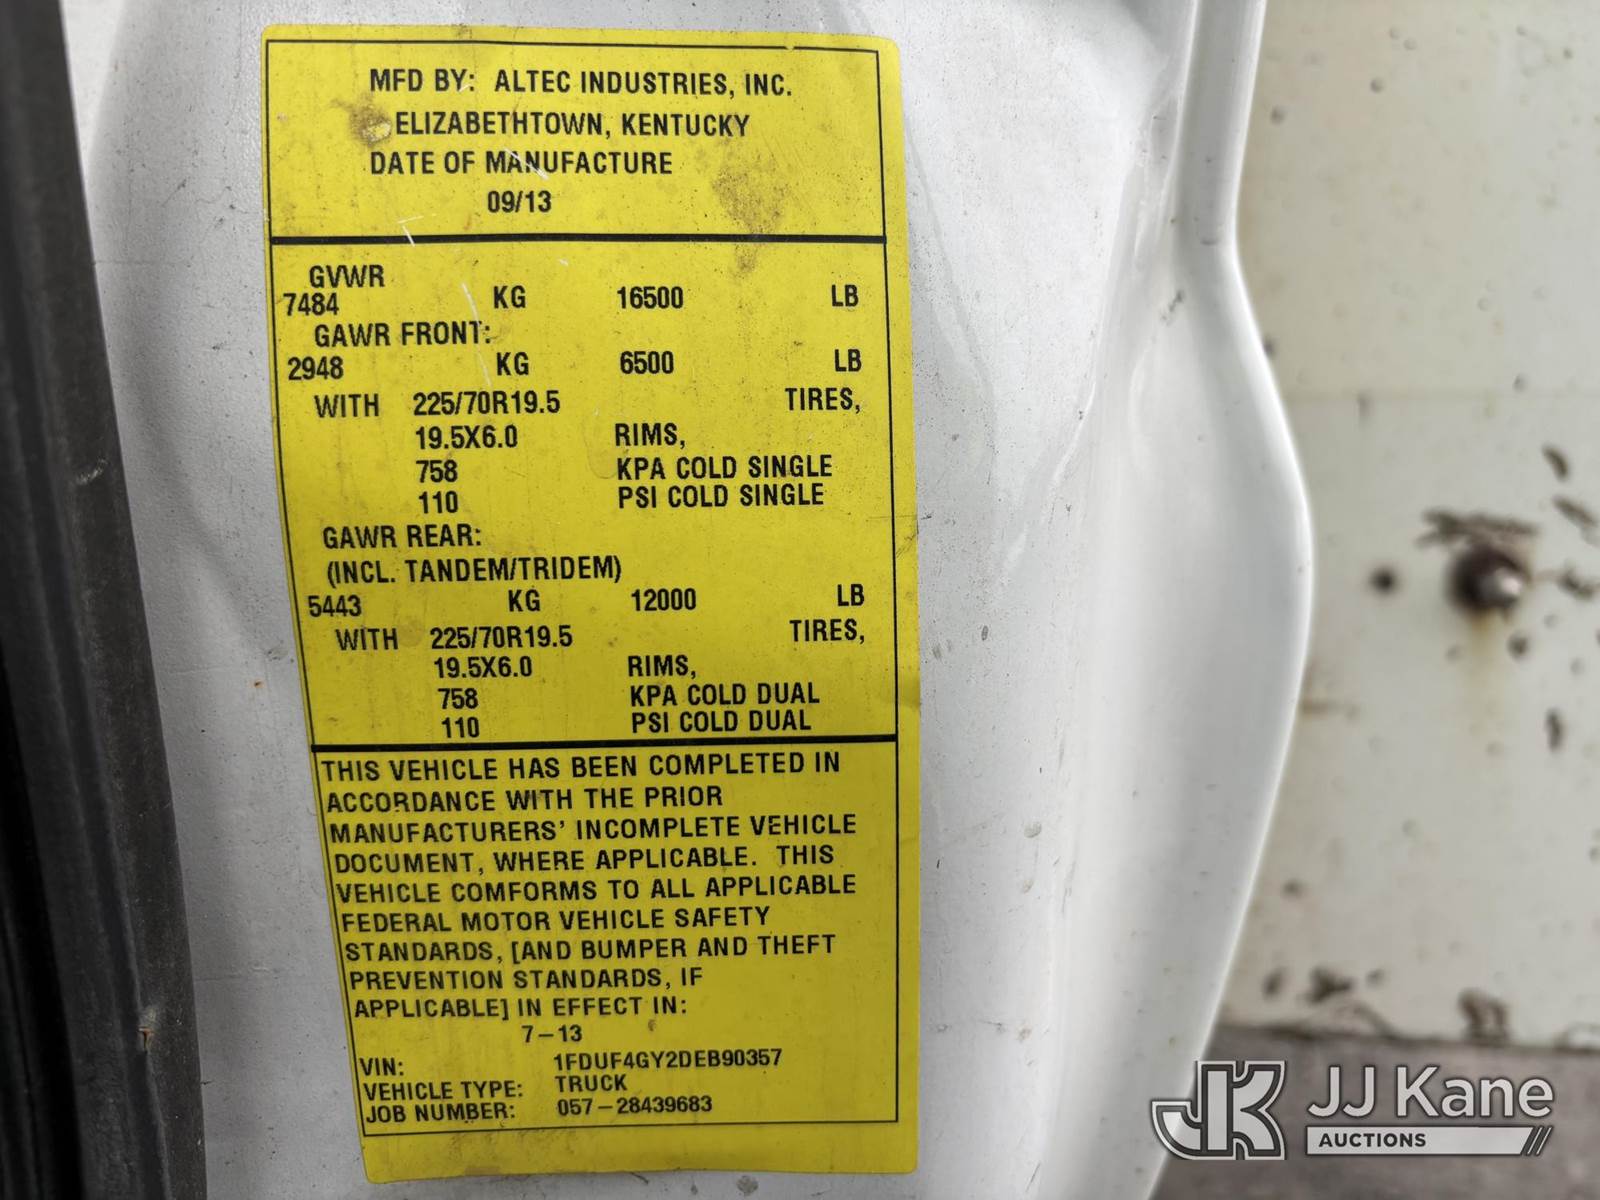 MFD BY: ALTEC INDUSTRIES, INC.
ELIZABETHTOWN, KENTUCKY
DATE OF MANUFACTURE
09/13
GVWR
7484 KG 16500 LB
GAWR FRONT:
2948 KG 6500 LB
WITH 225/70R19.5 TIRES,
19.5X6.0 RIMS,
758 KPA COLD SINGLE
110 PSI COLD SINGLE
GAWR REAR:
(INCL. TANDEM/TRIDEM)
5443 KG 12000 LB
WITH 225/70R19.5 TIRES,
19.5X6.0 RIMS,
758 KPA COLD DUAL
110 PSI COLD DUAL
THIS VEHICLE HAS BEEN COMPLETED IN
ACCORDANCE WITH THE PRIOR
MANUFACTURERS' INCOMPLETE VEHICLE
DOCUMENT, WHERE APPLICABLE. THIS
VEHICLE COMFORMS TO ALL APPLICABLE
FEDERAL MOTOR VEHICLE SAFETY
STANDARDS, [AND BUMPER AND THEFT
PREVENTION STANDARDS, IF
APPLICABLE] IN EFFECT IN:
7-13
VIN: 1FDUF4GY2DEB90357
VEHICLE TYPE: TRUCK
JOB NUMBER: 057-28439683
JK JJ Kane
AUCTIONS